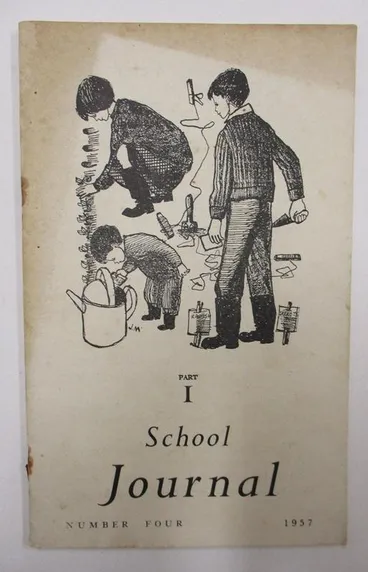 PART
I
School
Journal
NUMBER FOUR 1957